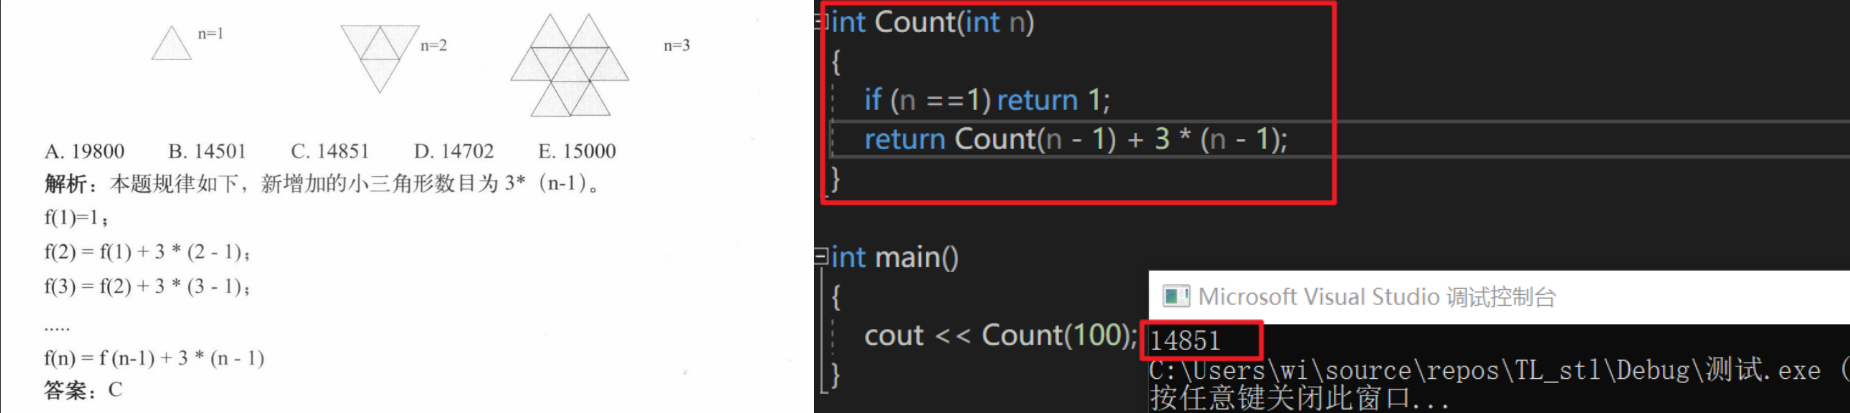 n=1
n=2
n=3
A. 19800 B. 14501 C. 14851 D. 14702 E. 15000
解析：本题规律如下，新增加的小三角形数目为 3*（n-1）。
f(1)=1；
f(2) = f(1) + 3 * (2 - 1)；
f(3) = f(2) + 3 * (3 - 1)；
.....
f(n) = f (n-1) + 3 * (n - 1)
答案：C
int Count(int n)
{
if (n ==1) return 1;
return Count(n - 1) + 3 * (n - 1);
}
int main()
{
cout << Count(100);
}
Microsoft Visual Studio 调试控制台
14851
C:\Users\wi\source\repos\TL_stl\Debug\测试.exe (
按任意键关闭此窗口...